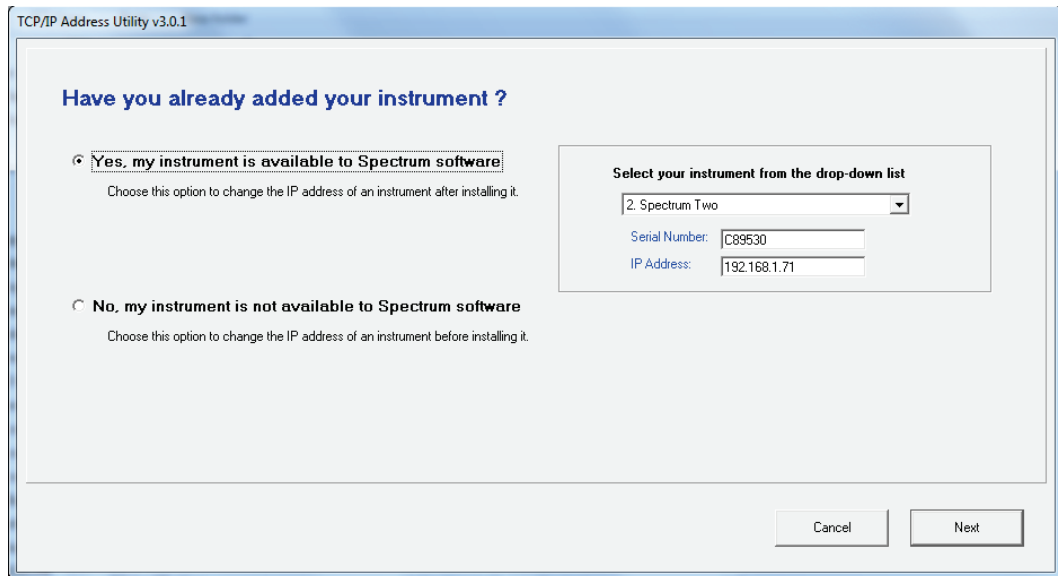 TCP/IP Address Utility v3.0.1
Have you already added your instrument ?
Yes, my instrument is available to Spectrum software
Choose this option to change the IP address of an instrument after installing it.
Select your instrument from the drop-down list
2. Spectrum Two
Serial Number: C89530
IP Address: 192.168.1.71
No, my instrument is not available to Spectrum software
Choose this option to change the IP address of an instrument before installing it.
Cancel Next